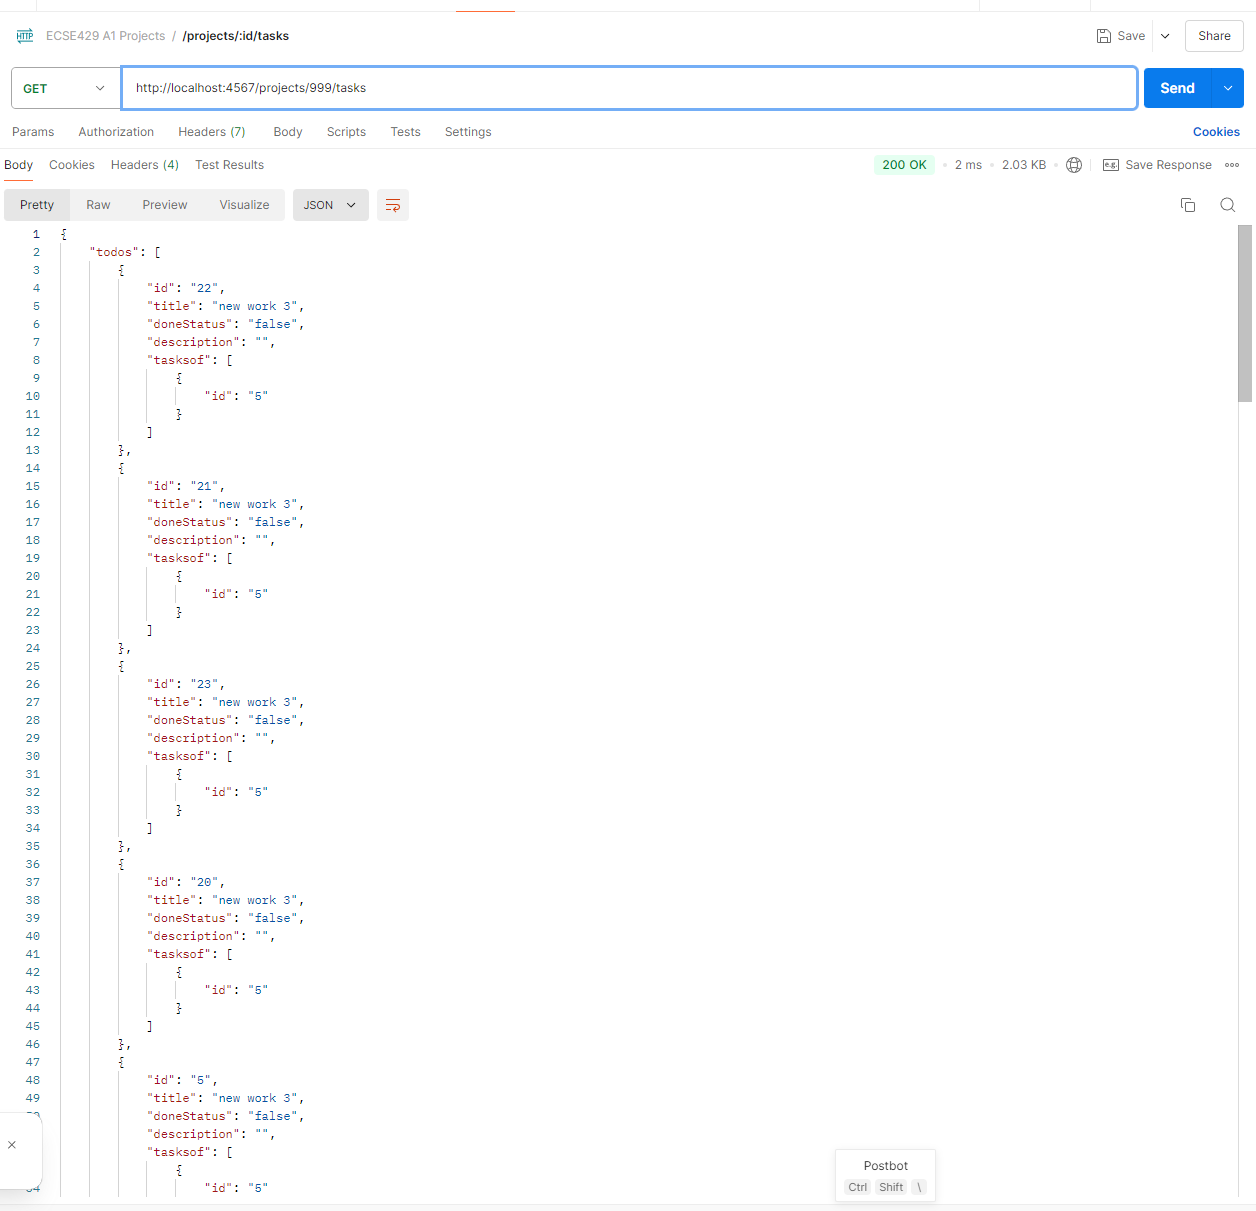 HTTP ECSE429 A1 Projects / /projects/:id/tasks Save Share
GET http://localhost:4567/projects/999/tasks Send
Params Authorization Headers (7) Body Scripts Tests Settings Cookies
Body Cookies Headers (4) Test Results 200 OK 2 ms 2.03 KB e.g. Save Response
Pretty Raw Preview Visualize JSON
1 {
2 "todos": [
3 {
4 "id": "22",
5 "title": "new work 3",
6 "doneStatus": "false",
7 "description": "",
8 "tasksof": [
9 {
10 "id": "5"
11 }
12 ]
13 },
14 {
15 "id": "21",
16 "title": "new work 3",
17 "doneStatus": "false",
18 "description": "",
19 "tasksof": [
20 {
21 "id": "5"
22 }
23 ]
24 },
25 {
26 "id": "23",
27 "title": "new work 3",
28 "doneStatus": "false",
29 "description": "",
30 "tasksof": [
31 {
32 "id": "5"
33 }
34 ]
35 },
36 {
37 "id": "20",
38 "title": "new work 3",
39 "doneStatus": "false",
40 "description": "",
41 "tasksof": [
42 {
43 "id": "5"
44 }
45 ]
46 },
47 {
48 "id": "5",
49 "title": "new work 3",
"doneStatus": "false",
"description": "",
"tasksof": [
{
"id": "5"
Postbot
Ctrl Shift \